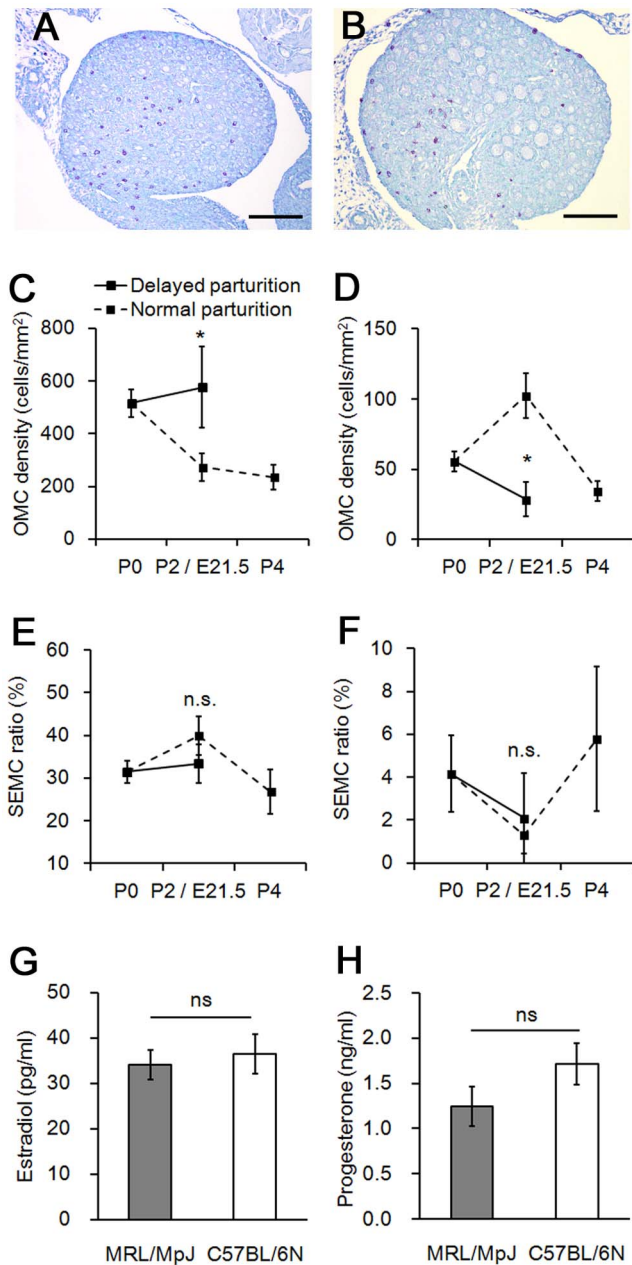 A
B
C
Delayed parturition
Normal parturition
D
OMC density (cells/mm²)
800
600
400
200
0
*
P0 P2 / E21.5 P4
OMC density (cells/mm²)
150
100
50
0
*
P0 P2 / E21.5 P4
E
SEMC ratio (%)
60
50
40
30
20
10
n.s.
P0 P2 / E21.5 P4
F
SEMC ratio (%)
10
8
6
4
2
0
n.s.
P0 P2 / E21.5 P4
G
Estradiol (pg/ml)
50
40
30
20
10
0
ns
MRL/MpJ C57BL/6N
H
Progesterone (ng/ml)
2.5
2.0
1.5
1.0
0.5
0.0
ns
MRL/MpJ C57BL/6N